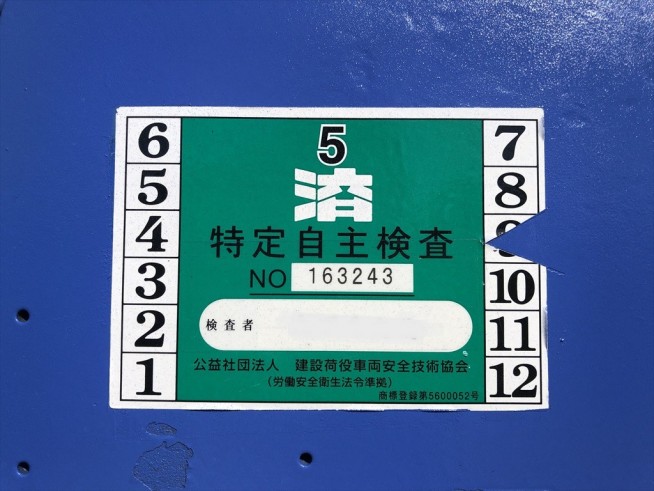 6
5
4
3
2
1
5
済
特定自主検査
NO 163243
検査者
公益社団法人 建設荷役車両安全技術協会
(労働安全衛生法令準拠)
商標登録第5600052号
7
8
9
10
11
12